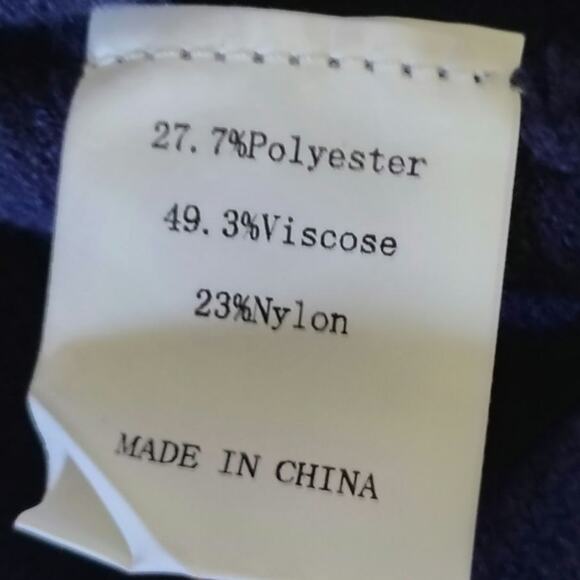 27.7%Polyester
49.3%Viscose
23%Nylon
MADE IN CHINA